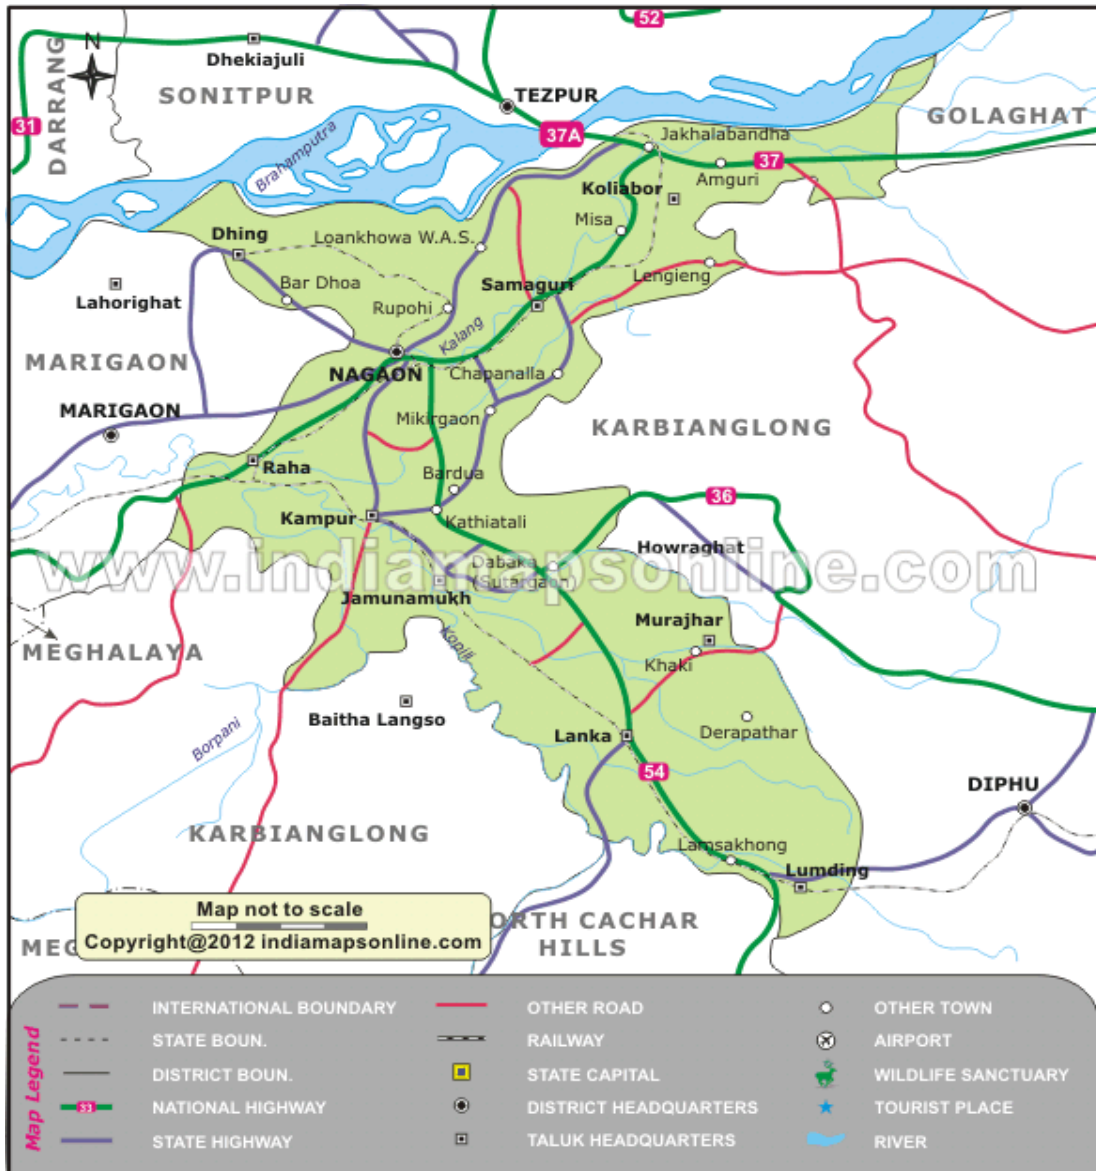 52
N
Dhekiajuli
DARRANG
SONITPUR
TEZPUR
GOLAGHAT
31
37A
Brahamputra
Jakhalabandha
37
Amguri
Koliabor
Misa
Dhing
Loankhowa W.A.S.
Lengieng
Bar Dhoa
Samaguri
Lahorighat
Rupohi
Kalang
MARIGAON
NAGAON
Chapanalla
MARIGAON
Mikirgaon
KARBIANGLONG
Raha
Bardua
36
Kampur
Kathiatali
Howraghat
www.indiamapsonline.com
Dabaka
(Sutargaon)
Jamunamukh
Murajhar
MEGHALAYA
Kopili
Khaki
Baitha Langso
Derapathar
Borpani
Lanka
54
DIPHU
KARBIANGLONG
Lamsakhong
Lumding
Map not to scale
Copyright@2012 indiamapsonline.com
ORTH CACHAR
HILLS
MEG
Map Legend
INTERNATIONAL BOUNDARY
OTHER ROAD
OTHER TOWN
STATE BOUN.
RAILWAY
AIRPORT
DISTRICT BOUN.
STATE CAPITAL
WILDLIFE SANCTUARY
33
NATIONAL HIGHWAY
DISTRICT HEADQUARTERS
TOURIST PLACE
STATE HIGHWAY
TALUK HEADQUARTERS
RIVER